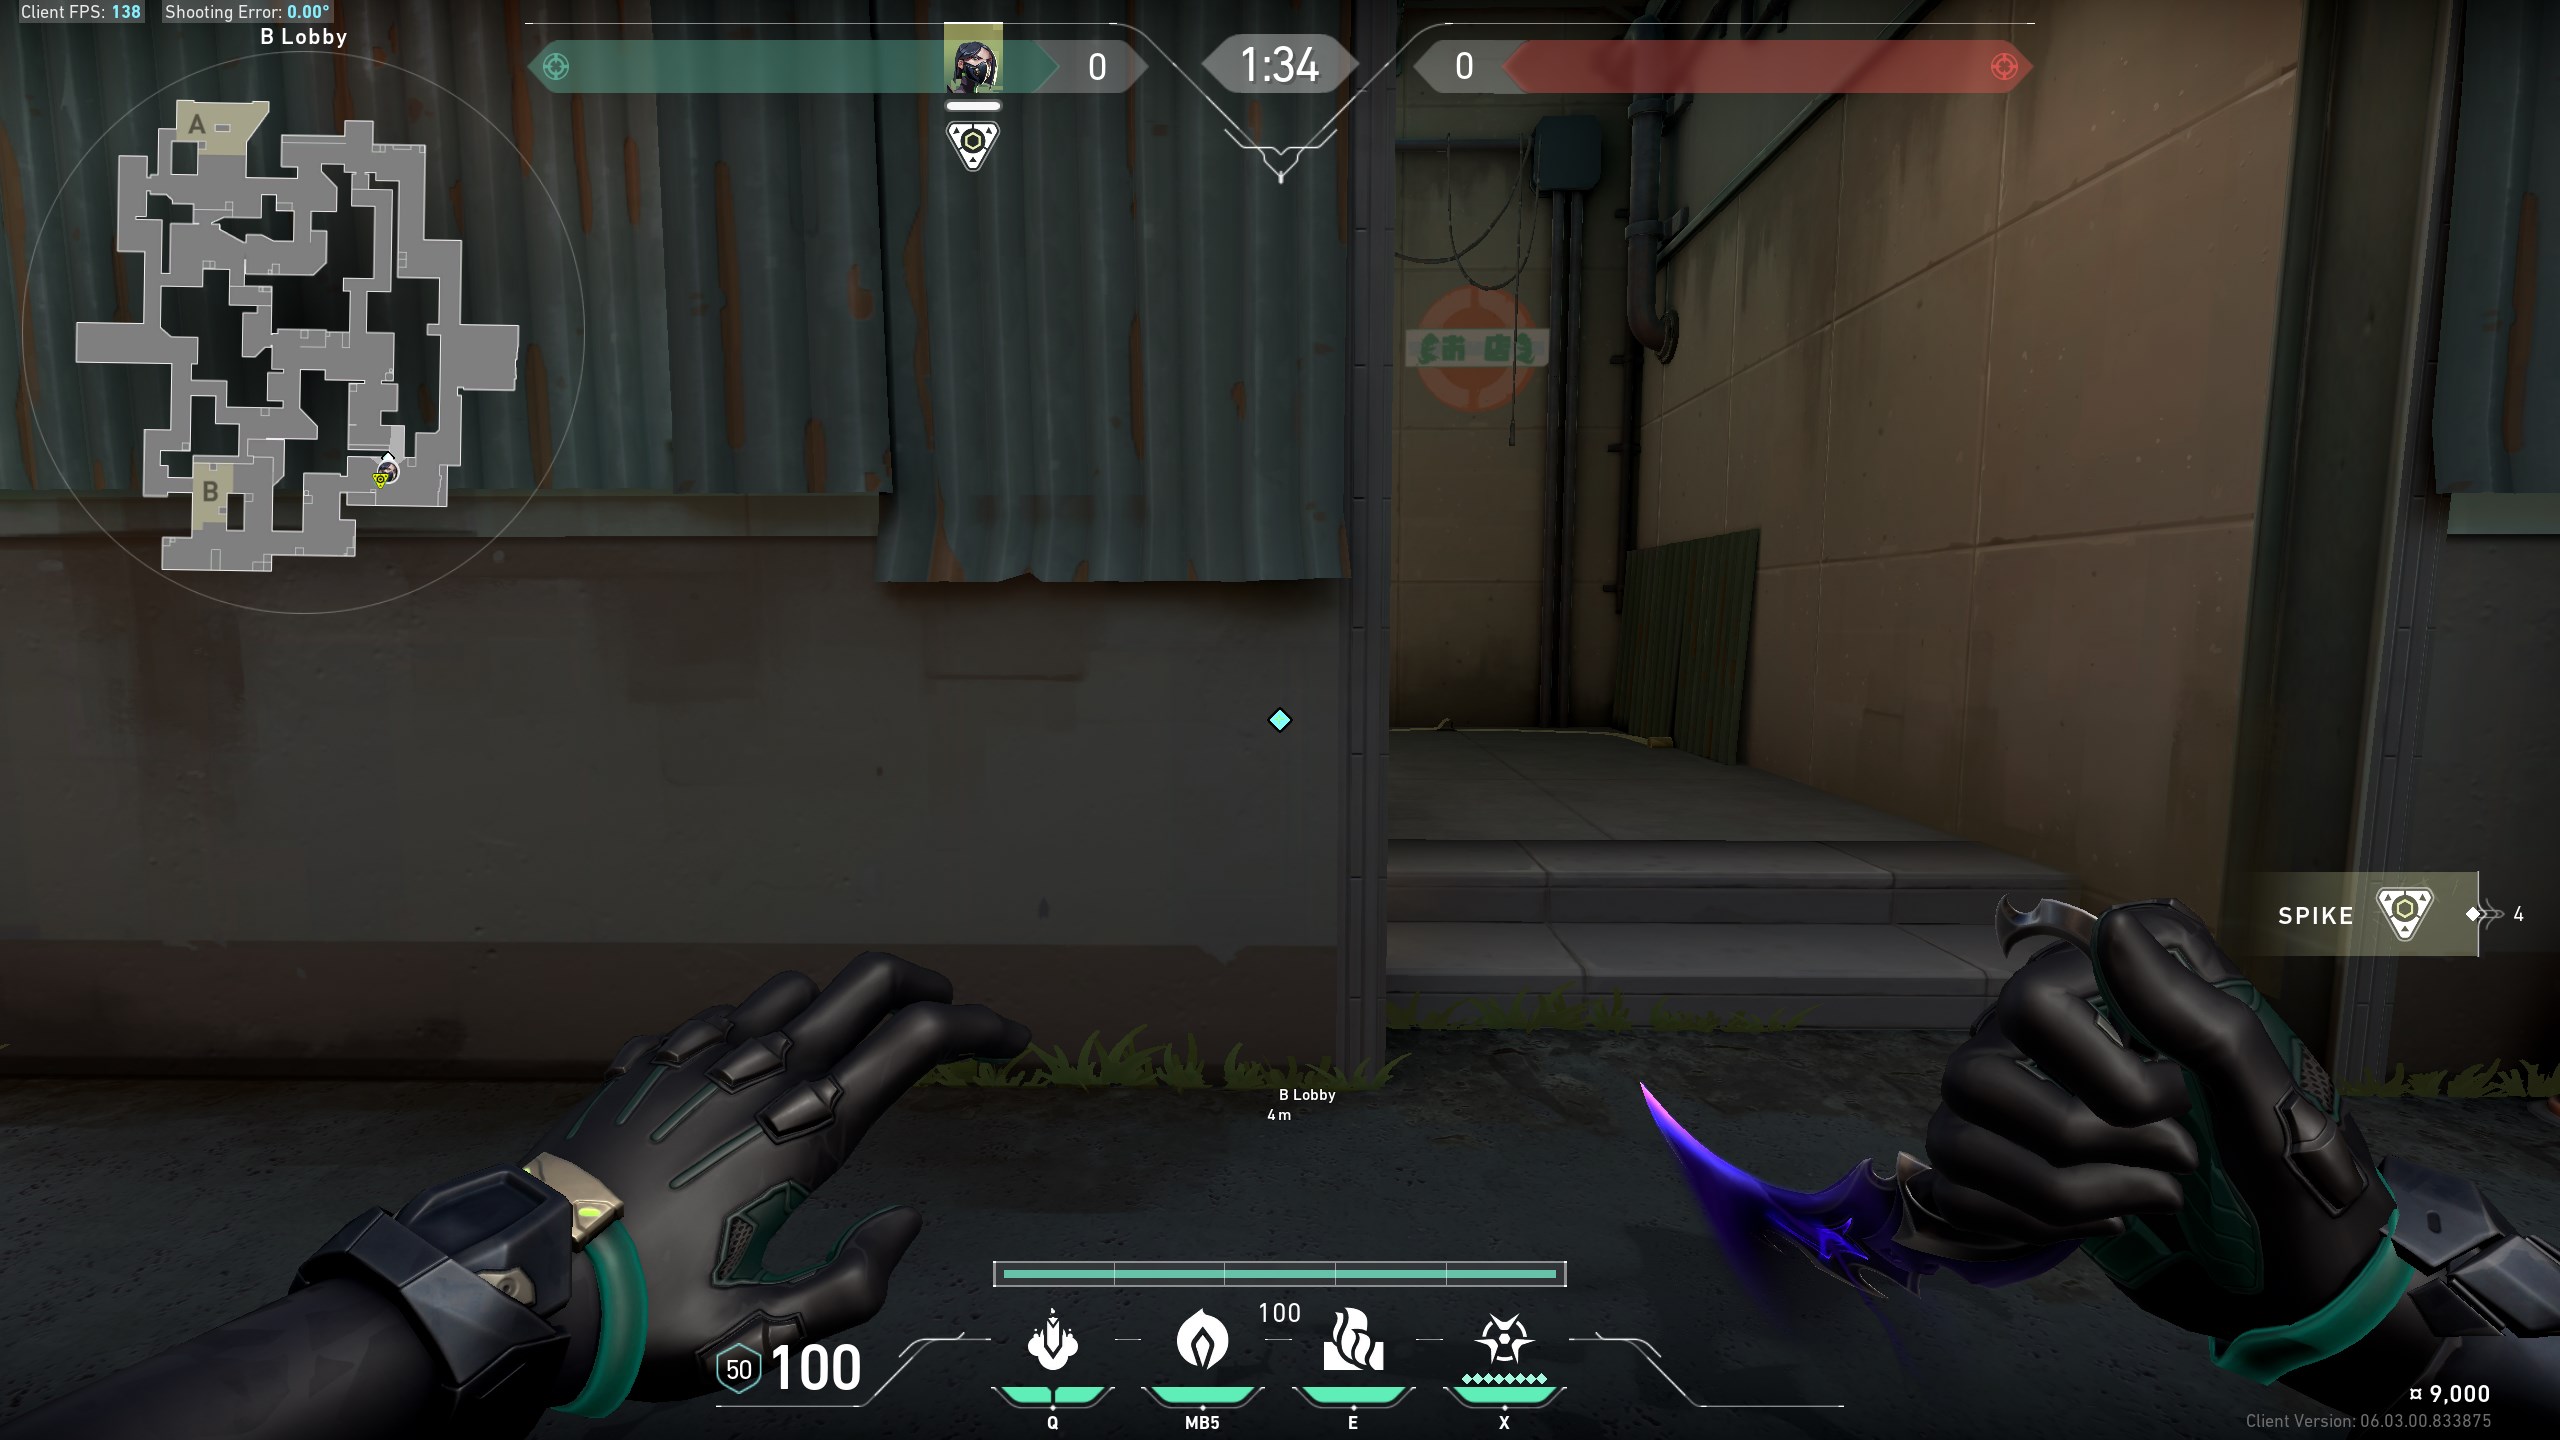 Client FPS: 138 Shooting Error: 0.00°
B Lobby
0
1:34
0
A
B
SPIKE
4
B Lobby
4 m
100
50
100
Q
MB5
E
X
¤ 9,000
Client Version: 06.03.00.833875